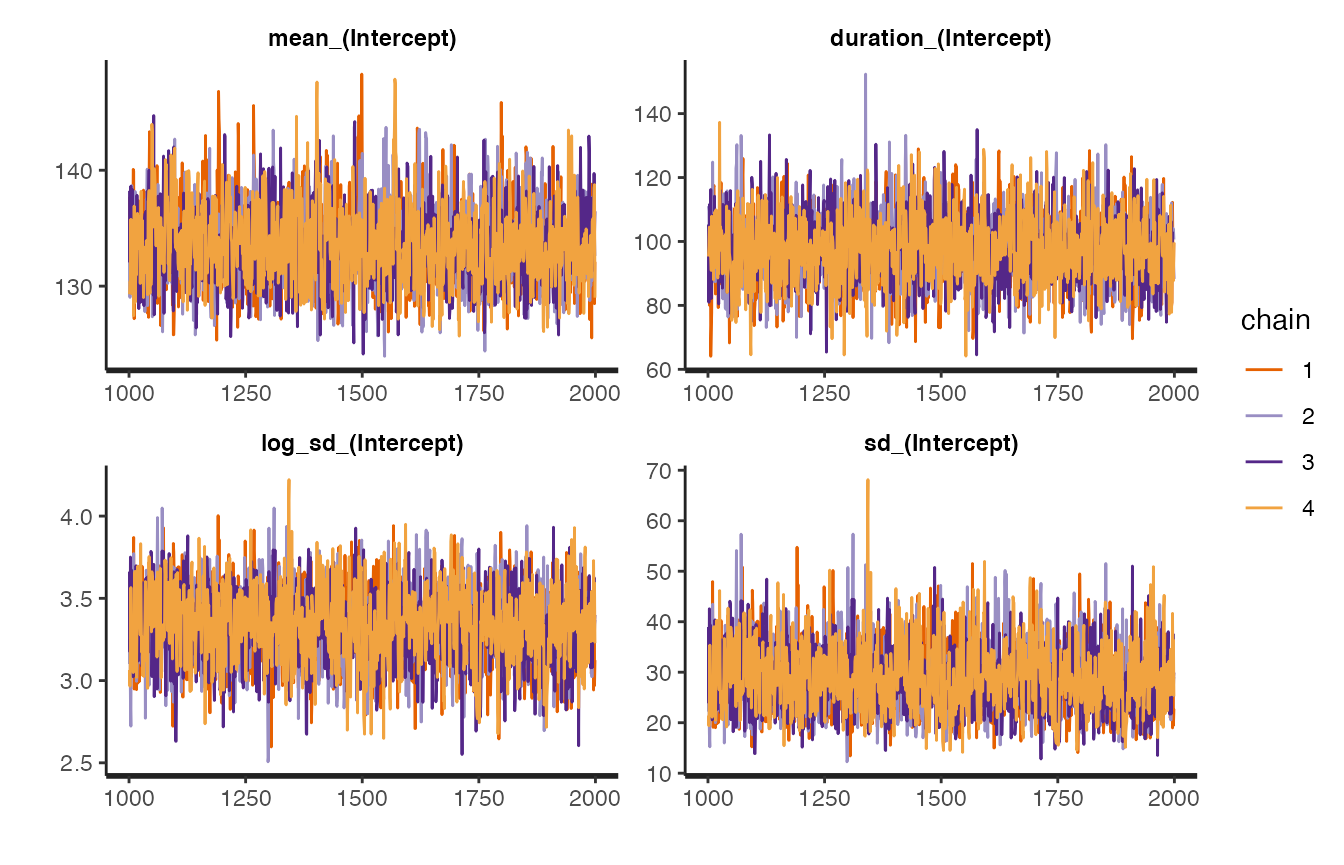 mean_(Intercept)
duration_(Intercept)
140
130
1000 1250 1500 1750 2000
140
120
100
80
60
1000 1250 1500 1750 2000
log_sd_(Intercept)
sd_(Intercept)
4.0
3.5
3.0
2.5
1000 1250 1500 1750 2000
70
60
50
40
30
20
10
1000 1250 1500 1750 2000
chain
1
2
3
4